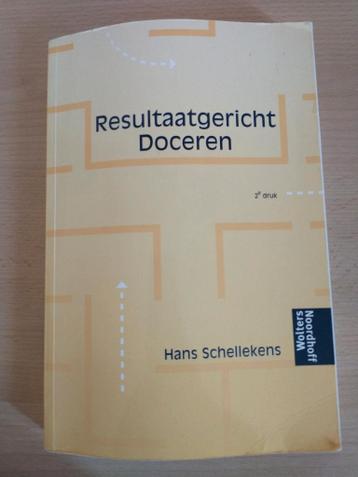 Resultaatgericht
Doceren
2e druk
Wolters
Noordhoff
Hans Schellekens